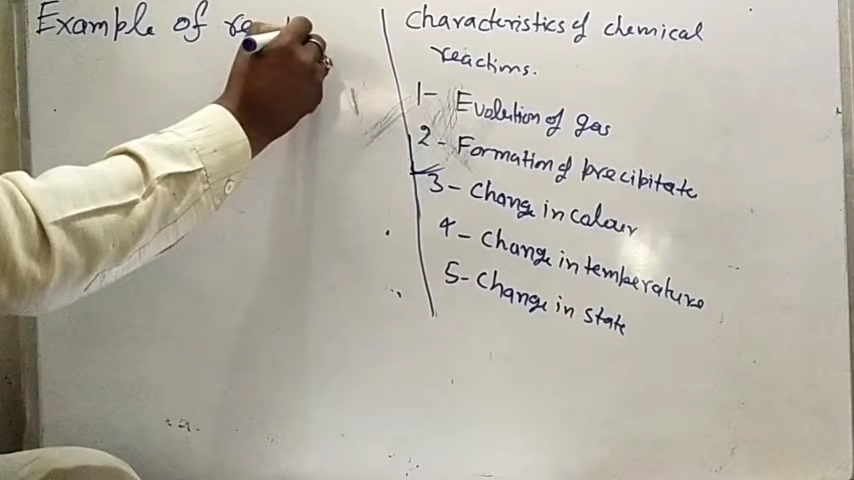 Example of re
Characteristics of chemical
reactions.
1- Evolution of gas
2- Formation of precipitate
3- Change in colour
4- Change in temperature
5- Change in state